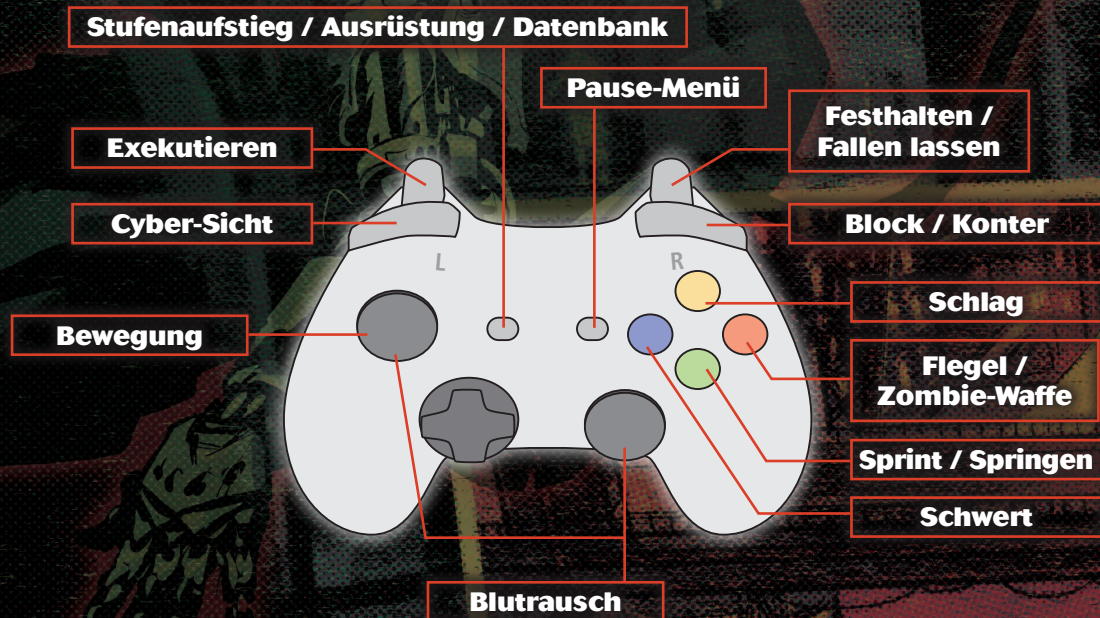 Stufenaufstieg / Ausrüstung / Datenbank
Pause-Menü
Festhalten /
Fallen lassen
Exekutieren
Cyber-Sicht
Block / Konter
L
R
Schlag
Bewegung
Flegel /
Zombie-Waffe
Sprint / Springen
Schwert
Blutrausch